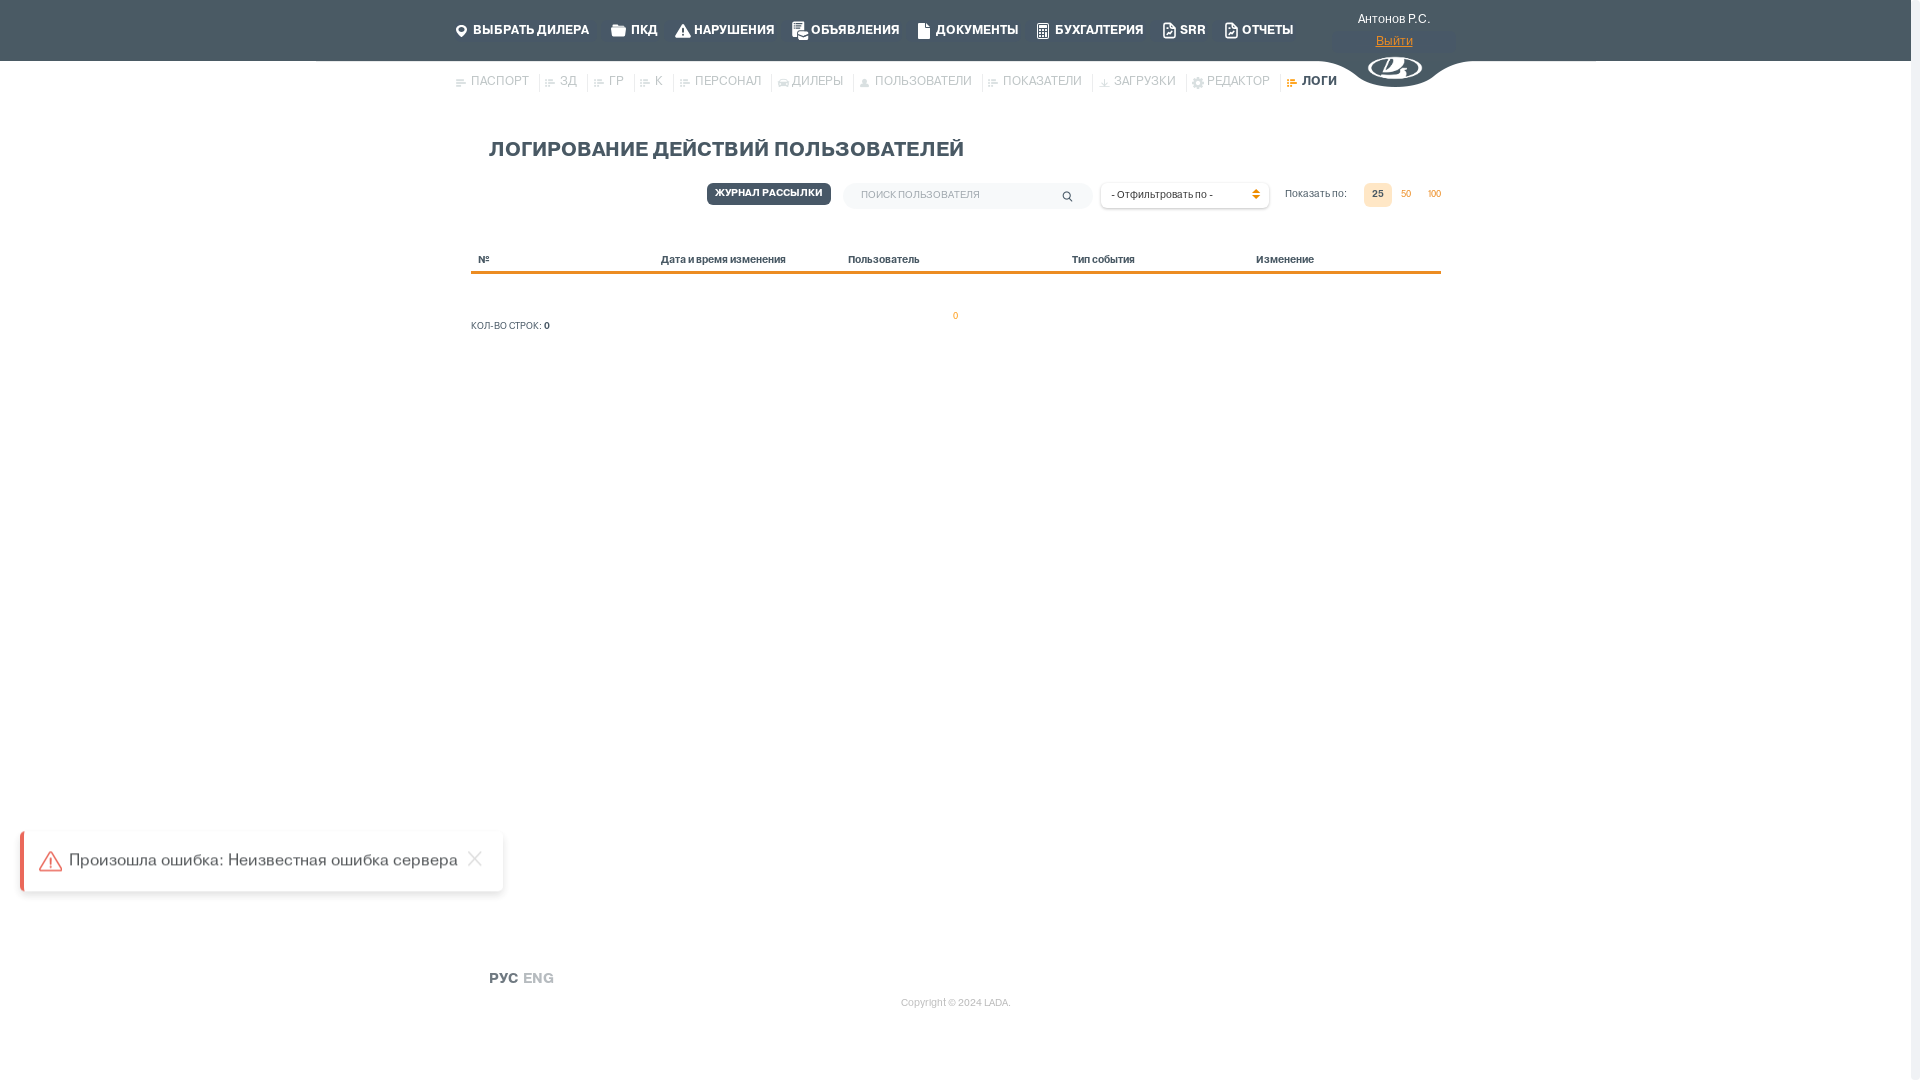 ВЫБРАТЬ ДИЛЕРА ПКД НАРУШЕНИЯ ОБЪЯВЛЕНИЯ ДОКУМЕНТЫ БУХГАЛТЕРИЯ SRR ОТЧЕТЫ
Антонов Р.С.
Выйти
ПАСПОРТ ЗД ГР К ПЕРСОНАЛ ДИЛЕРЫ ПОЛЬЗОВАТЕЛИ ПОКАЗАТЕЛИ ЗАГРУЗКИ РЕДАКТОР ЛОГИ
ЛОГИРОВАНИЕ ДЕЙСТВИЙ ПОЛЬЗОВАТЕЛЕЙ
ЖУРНАЛ РАССЫЛКИ ПОИСК ПОЛЬЗОВАТЕЛЯ - Отфильтровать по - Показать по: 25 50 100
№ Дата и время изменения Пользователь Тип события Изменение
0
КОЛ-ВО СТРОК: 0
Произошла ошибка: Неизвестная ошибка сервера
РУС ENG
Copyright © 2024 LADA.